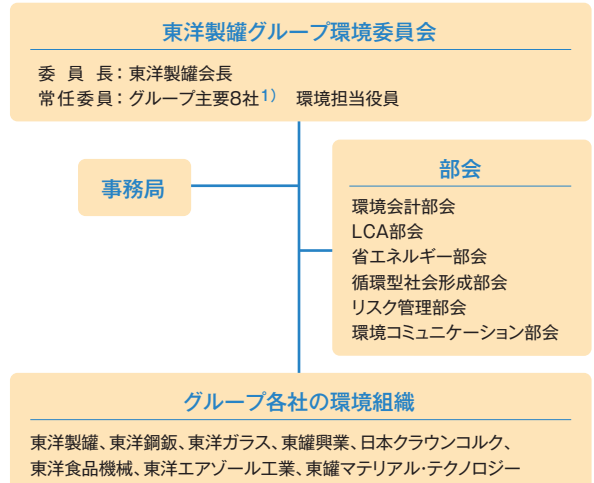 東洋製罐グループ環境委員会
委員長：東洋製罐会長
常任委員：グループ主要8社1） 環境担当役員
事務局
部会
環境会計部会
LCA部会
省エネルギー部会
循環型社会形成部会
リスク管理部会
環境コミュニケーション部会
グループ各社の環境組織
東洋製罐、東洋鋼鈑、東洋ガラス、東罐興業、日本クラウンコルク、
東洋食品機械、東洋エアゾール工業、東罐マテリアル・テクノロジー